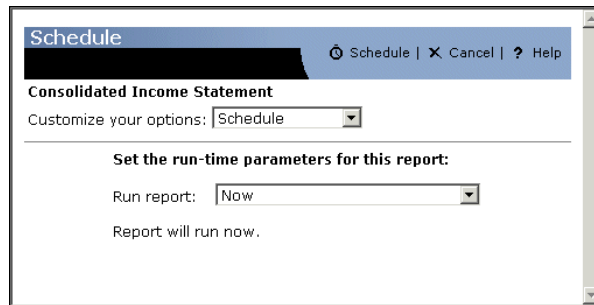 Schedule
Schedule | X Cancel | ? Help
Consolidated Income Statement
Customize your options: Schedule
Set the run-time parameters for this report:
Run report: Now
Report will run now.